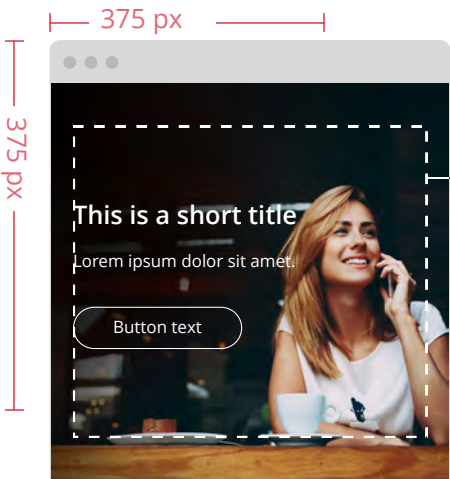 375 px
375 px
This is a short title
Lorem ipsum dolor sit amet.
Button text